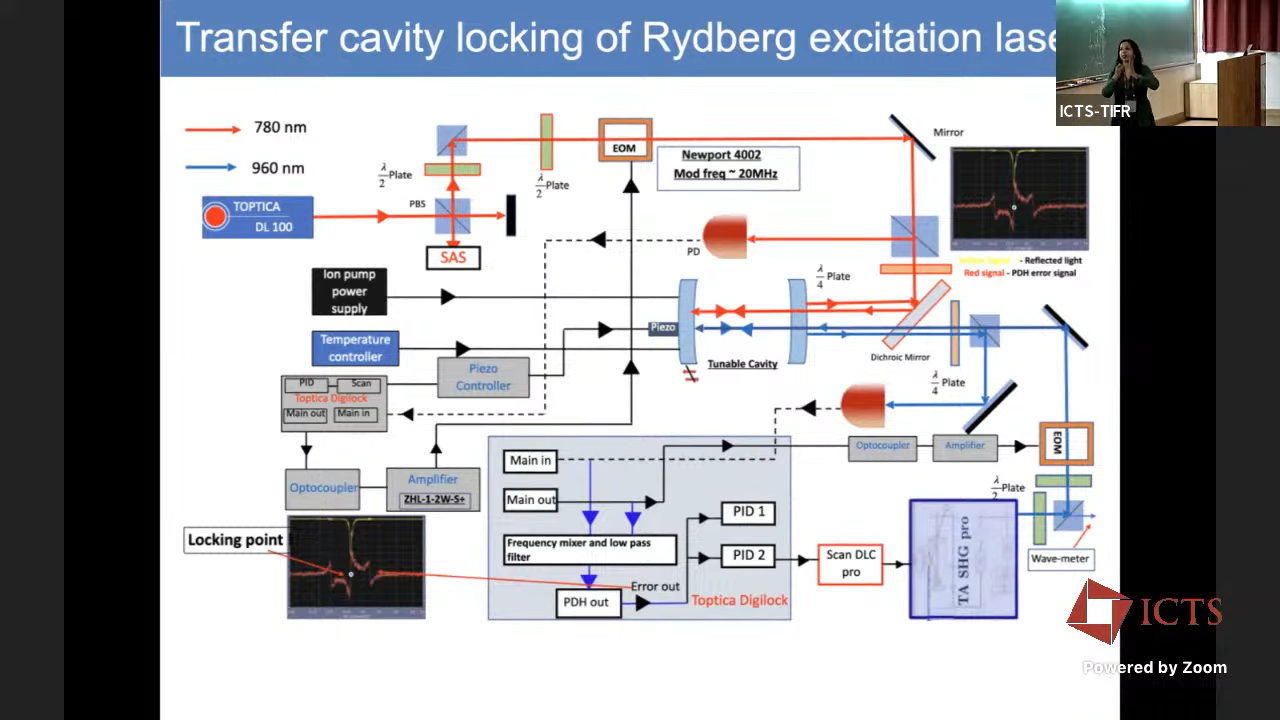 Transfer cavity locking of Rydberg excitation lase
ICTS-TIFR
780 nm
960 nm
λ/2 Plate
λ/2 Plate
EOM
Newport 4002
Mod freq ~ 20MHz
Mirror
TOPTICA
DL 100
PBS
SAS
PD
- Reflected light
Red signal - PDH error signal
Ion pump
power
supply
λ/4 Plate
Piezo
Tunable Cavity
Dichroic Mirror
Temperature
controller
Piezo
Controller
λ/4 Plate
PID
Scan
Toptica Digilock
Main out
Main in
Optocoupler
Amplifier
ZHL-1-2W-S+
Main in
Main out
Optocoupler
Amplifier
EOM
λ/2 Plate
PID 1
PID 2
Frequency mixer and low pass
filter
Error out
PDH out
Toptica Digilock
Scan DLC
pro
TA SHG pro
Wave-meter
Locking point
ICTS
Powered by Zoom